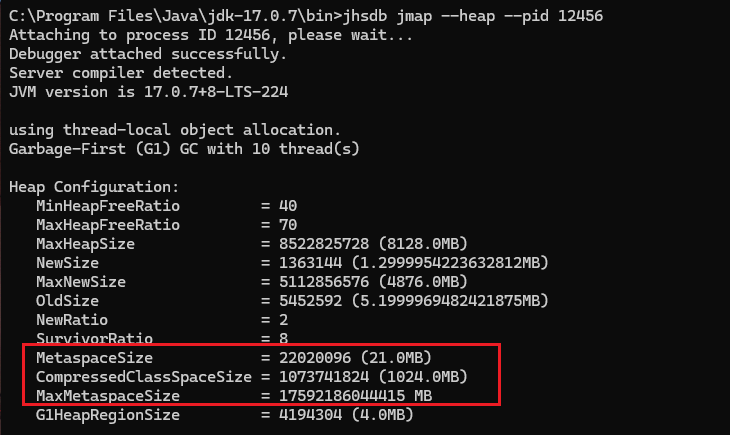 C:\Program Files\Java\jdk-17.0.7\bin>jhsdb jmap --heap --pid 12456
Attaching to process ID 12456, please wait...
Debugger attached successfully.
Server compiler detected.
JVM version is 17.0.7+8-LTS-224
using thread-local object allocation.
Garbage-First (G1) GC with 10 thread(s)
Heap Configuration:
MinHeapFreeRatio = 40
MaxHeapFreeRatio = 70
MaxHeapSize = 8522825728 (8128.0MB)
NewSize = 1363144 (1.2999954223632812MB)
MaxNewSize = 5112856576 (4876.0MB)
OldSize = 5452592 (5.1999969482421875MB)
NewRatio = 2
SurvivorRatio = 8
MetaspaceSize = 22020096 (21.0MB)
CompressedClassSpaceSize = 1073741824 (1024.0MB)
MaxMetaspaceSize = 17592186044415 MB
G1HeapRegionSize = 4194304 (4.0MB)